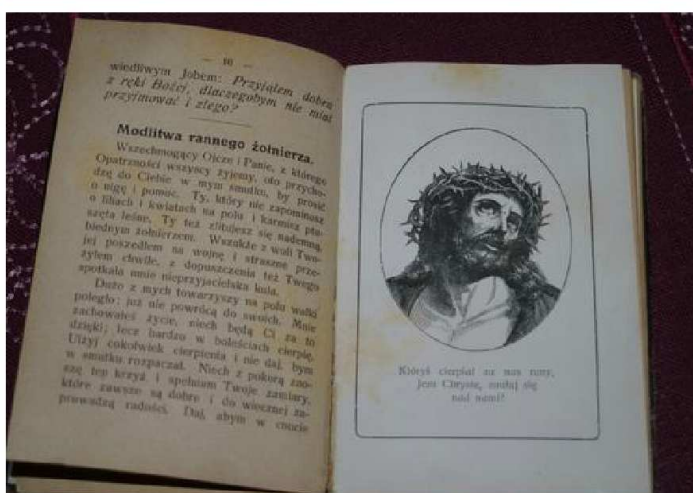 — 10 —
wiedliwym Jobem: Przyjąłem dobra
z ręki Bożej, dlaczegobym nie miał
przyjmować i złego?
Modlitwa rannego żołnierza.
Wszechmogący Ojcze i Panie, z którego
Opatrzności wszyscy żyjemy, oto przycho-
dzę do Ciebie w mym smutku, by prosić
o ulgę i pomoc. Ty, który nie zapominasz
o liliach i kwiatach na polu i karmisz pta-
szęta leśne, Ty też zlitujesz się nademną,
biednym żołnierzem. Wszakże z woli Two-
jej poszedłem na wojnę i straszne prze-
żyłem chwile, z dopuszczenia też Twego
spotkała mnie nieprzyjacielska kula.
Dużo z mych towarzyszy na polu walki
poległo: już nie powrócą do swoich. Mnie
zachowałeś życie, niech będą Ci za to
dzięki; lecz bardzo w boleściach cierpię.
Ulżyj cokolwiek cierpienia i nie daj, bym
w smutku rozpaczał. Niech z pokorą zno-
szę ten krzyż i spełniam Twoje zamiary,
które zawsze są dobre i do wiecznej za-
prowadzą radości. Daj, abym w cnocie
Któryś cierpiał za nas rany,
Jezu Chryste, zmiłuj się
nad nami!